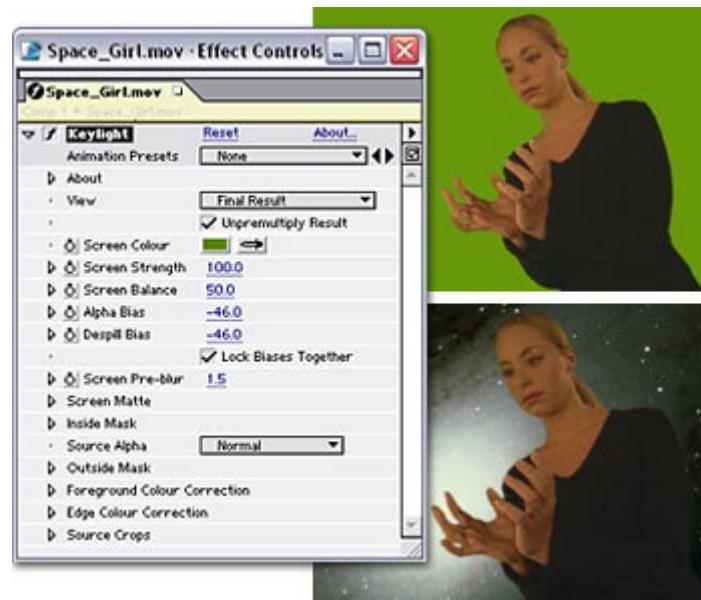 Space_Girl.mov · Effect Controls
Space_Girl.mov
Comp 1 • Space_Girl.mov
Keylight Reset About...
Animation Presets None
About
View Final Result
Unpremultiply Result
Screen Colour
Screen Strength 100.0
Screen Balance 50.0
Alpha Bias -46.0
Despill Bias -46.0
Lock Biases Together
Screen Pre-blur 1.5
Screen Matte
Inside Mask
Source Alpha Normal
Outside Mask
Foreground Colour Correction
Edge Colour Correction
Source Crops